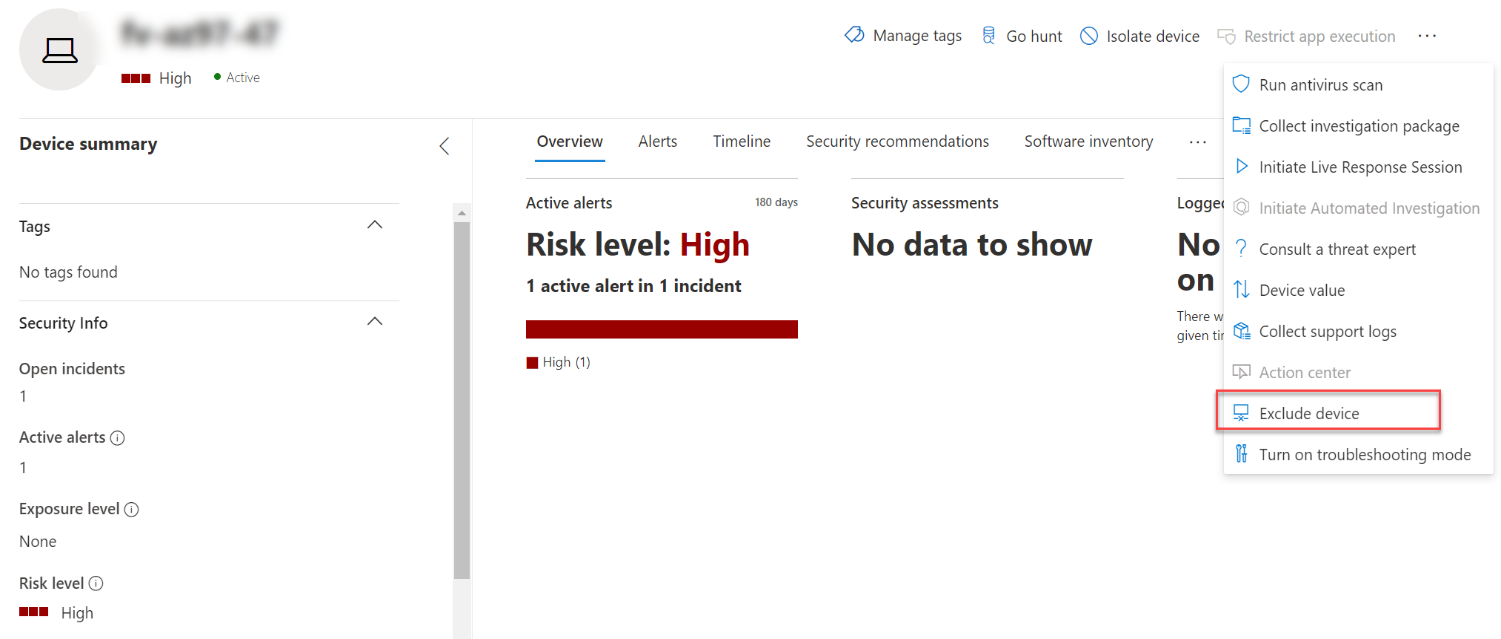 Manage tags
Go hunt
Isolate device
Restrict app execution
...
High
Active
Run antivirus scan
Collect investigation package
Initiate Live Response Session
Initiate Automated Investigation
Consult a threat expert
Device value
Collect support logs
Action center
Exclude device
Turn on troubleshooting mode
Device summary
Tags
No tags found
Security Info
Open incidents
1
Active alerts
1
Exposure level
None
Risk level
High
Overview
Alerts
Timeline
Security recommendations
Software inventory
...
Active alerts
180 days
Risk level: High
1 active alert in 1 incident
High (1)
Security assessments
No data to show
Logged
No
on
There w
given ti